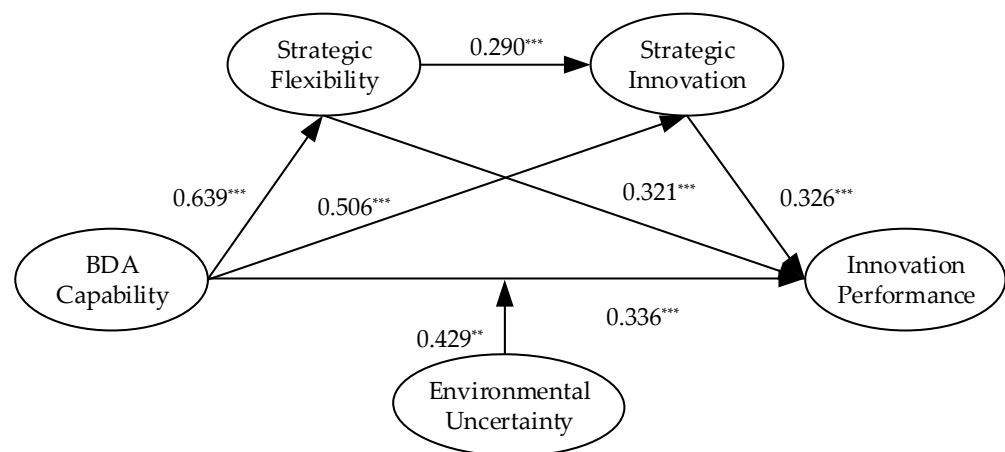 Strategic
Flexibility
0.290***
Strategic
Innovation
0.639***
0.506***
0.321***
0.326***
BDA
Capability
Innovation
Performance
0.336***
0.429**
Environmental
Uncertainty